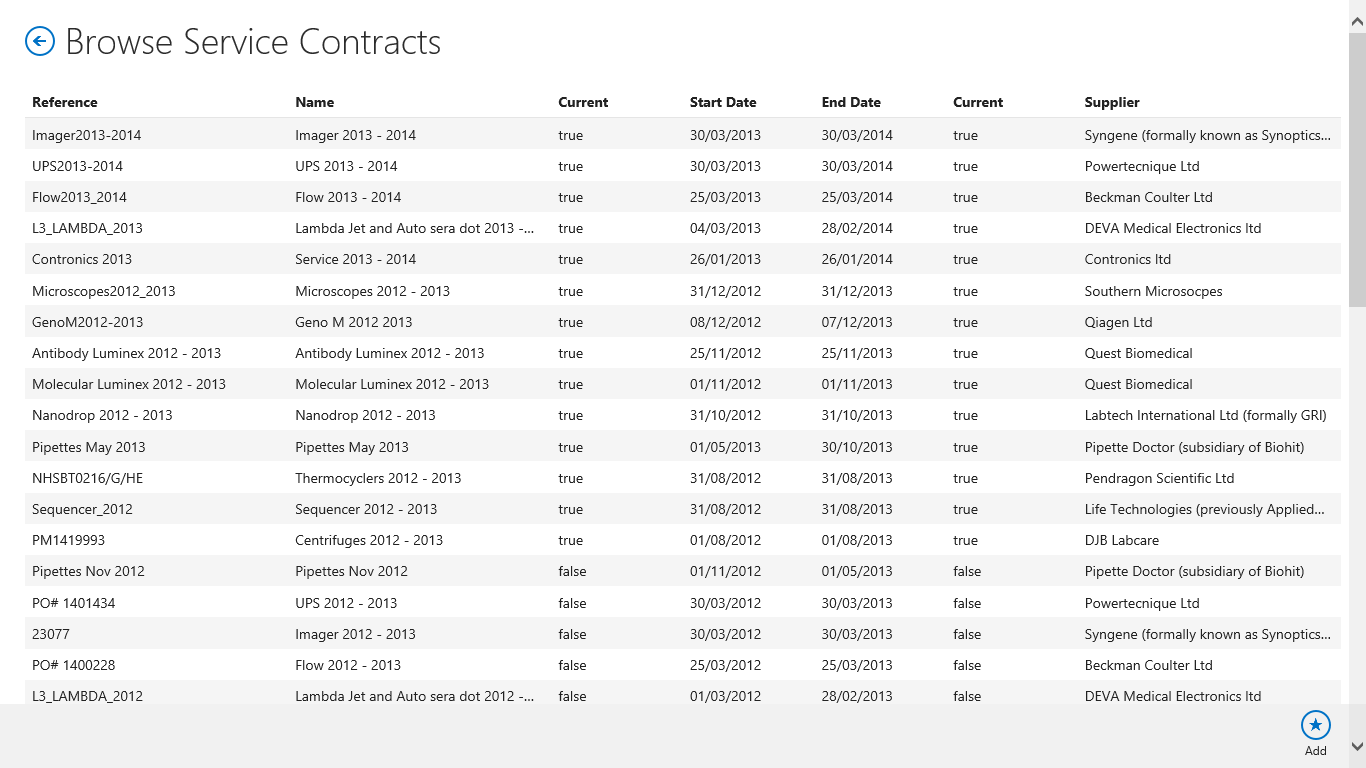 Browse Service Contracts
Reference Name Current Start Date End Date Current Supplier
Imager2013-2014 Imager 2013 - 2014 true 30/03/2013 30/03/2014 true Syngene (formally known as Synoptics...
UPS2013-2014 UPS 2013 - 2014 true 30/03/2013 30/03/2014 true Powertecnique Ltd
Flow2013_2014 Flow 2013 - 2014 true 25/03/2013 25/03/2014 true Beckman Coulter Ltd
L3_LAMBDA_2013 Lambda Jet and Auto sera dot 2013 -... true 04/03/2013 28/02/2014 true DEVA Medical Electronics ltd
Contronics 2013 Service 2013 - 2014 true 26/01/2013 26/01/2014 true Contronics ltd
Microscopes2012_2013 Microscopes 2012 - 2013 true 31/12/2012 31/12/2013 true Southern Microsocpes
GenoM2012-2013 Geno M 2012 2013 true 08/12/2012 07/12/2013 true Qiagen Ltd
Antibody Luminex 2012 - 2013 Antibody Luminex 2012 - 2013 true 25/11/2012 25/11/2013 true Quest Biomedical
Molecular Luminex 2012 - 2013 Molecular Luminex 2012 - 2013 true 01/11/2012 01/11/2013 true Quest Biomedical
Nanodrop 2012 - 2013 Nanodrop 2012 - 2013 true 31/10/2012 31/10/2013 true Labtech International Ltd (formally GRI)
Pipettes May 2013 Pipettes May 2013 true 01/05/2013 30/10/2013 true Pipette Doctor (subsidiary of Biohit)
NHSBT0216/G/HE Thermocyclers 2012 - 2013 true 31/08/2012 31/08/2013 true Pendragon Scientific Ltd
Sequencer_2012 Sequencer 2012 - 2013 true 31/08/2012 31/08/2013 true Life Technologies (previously Applied...
PM1419993 Centrifuges 2012 - 2013 true 01/08/2012 01/08/2013 true DJB Labcare
Pipettes Nov 2012 Pipettes Nov 2012 false 01/11/2012 01/05/2013 false Pipette Doctor (subsidiary of Biohit)
PO# 1401434 UPS 2012 - 2013 false 30/03/2012 30/03/2013 false Powertecnique Ltd
23077 Imager 2012 - 2013 false 30/03/2012 30/03/2013 false Syngene (formally known as Synoptics...
PO# 1400228 Flow 2012 - 2013 false 25/03/2012 25/03/2013 false Beckman Coulter Ltd
L3_LAMBDA_2012 Lambda Jet and Auto sera dot 2012 -... false 01/03/2012 28/02/2013 false DEVA Medical Electronics ltd
Add